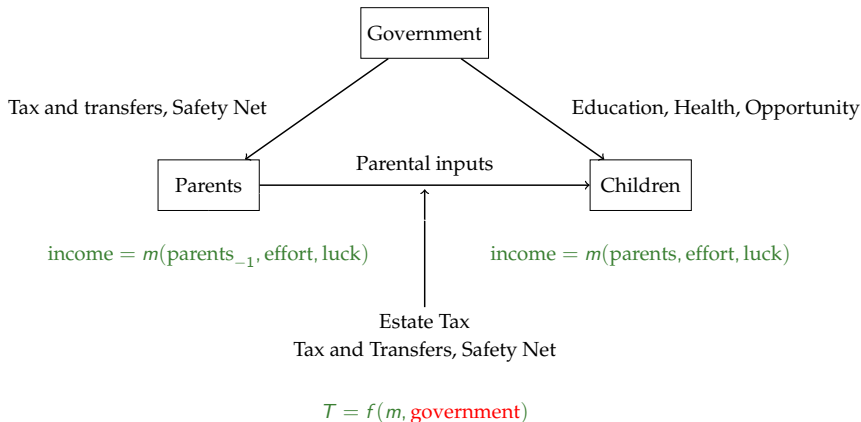 Government
Tax and transfers, Safety Net
Education, Health, Opportunity
Parental inputs
Parents
Children
income = m(parents₋₁, effort, luck)
income = m(parents, effort, luck)
Estate Tax
Tax and Transfers, Safety Net
T = f(m, government)